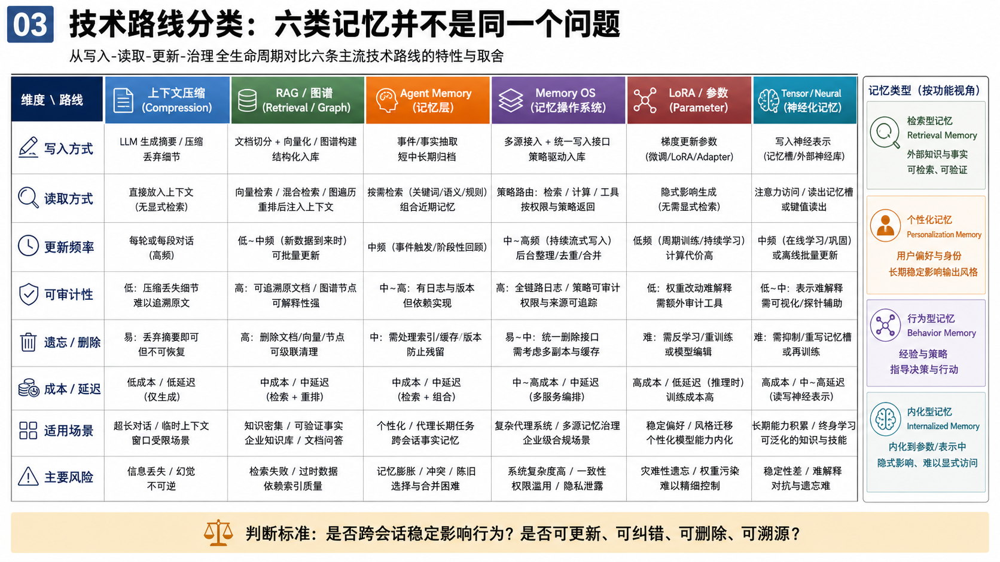 03
技术路线分类：六类记忆并不是同一个问题
从写入-读取-更新-治理全生命周期对比六条主流技术路线的特性与取舍
维度 \ 路线
上下文压缩
(Compression)
RAG / 图谱
(Retrieval / Graph)
Agent Memory
(记忆层)
Memory OS
(记忆操作系统)
LoRA / 参数
(Parameter)
Tensor / Neural
(神经化记忆)
写入方式
LLM 生成摘要 / 压缩
丢弃细节
文档切分 + 向量化 / 图谱构建
结构化入库
事件/事实抽取
短中长期归档
多源接入 + 统一写入接口
策略驱动入库
梯度更新参数
(微调/LoRA/Adapter)
写入神经表示
(记忆槽/外部神经库)
读取方式
直接放入上下文
(无显式检索)
向量检索 / 混合检索 / 图遍历
重排后注入上下文
按需检索（关键词/语义/规则）
组合近期记忆
策略路由：检索 / 计算 / 工具
按权限与策略返回
隐式影响生成
(无需显式检索)
注意力访问 / 读出记忆槽
或键值读出
更新频率
每轮或每段对话
(高频)
低~中频（新数据到来时）
可批量更新
中频（事件触发/阶段性回顾）
中~高频（持续流式写入）
后台整理/去重/合并
低频（周期训练/持续学习）
计算代价高
中频（在线学习/巩固）
或离线批量更新
可审计性
低：压缩丢失细节
难以追溯原文
高：可追溯原文档 / 图谱节点
可解释性强
中~高：有日志与版本
但依赖实现
高：全链路日志 / 策略可审计
权限与来源可追踪
低：权重改动难解释
需额外审计工具
低~中：表示难解释
需可视化/探针辅助
遗忘 / 删除
易：丢弃摘要即可
但不可恢复
高：删除文档/向量/节点
可级联清理
中：需处理索引/缓存/版本
防止残留
易~中：统一删除接口
需考虑多副本与缓存
难：需反学习/重训练
或模型编辑
难：需抑制/重写记忆槽
或再训练
成本 / 延迟
低成本 / 低延迟
(仅生成)
中成本 / 中延迟
(检索 + 重排)
中成本 / 中延迟
(检索 + 组合)
中~高成本 / 中延迟
(多服务编排)
高成本 / 低延迟（推理时）
训练成本高
高成本 / 中~高延迟
(读写神经表示)
适用场景
超长对话 / 临时上下文
窗口受限场景
知识密集 / 可验证事实
企业知识库 / 文档问答
个性化 / 代理长期任务
跨会话事实记忆
复杂代理系统 / 多源记忆治理
企业级合规场景
稳定偏好 / 风格迁移
个性化模型能力内化
长期能力积累 / 终身学习
可泛化的知识与技能
主要风险
信息丢失 / 幻觉
不可逆
检索失败 / 过时数据
依赖索引质量
记忆膨胀 / 冲突 / 陈旧
选择与合并困难
系统复杂度高 / 一致性
权限滥用 / 隐私泄露
灾难性遗忘 / 权重污染
难以精细控制
稳定性差 / 难解释
对抗与遗忘难
记忆类型（按功能视角）
检索型记忆
Retrieval Memory
外部知识与事实
可检索、可验证
个性化记忆
Personalization Memory
用户偏好与身份
长期稳定影响输出风格
行为型记忆
Behavior Memory
经验与策略
指导决策与行动
内化型记忆
Internalized Memory
内化到参数/表示中
隐式影响、难以显式访问
判断标准：是否跨会话稳定影响行为？是否可更新、可纠错、可删除、可溯源？